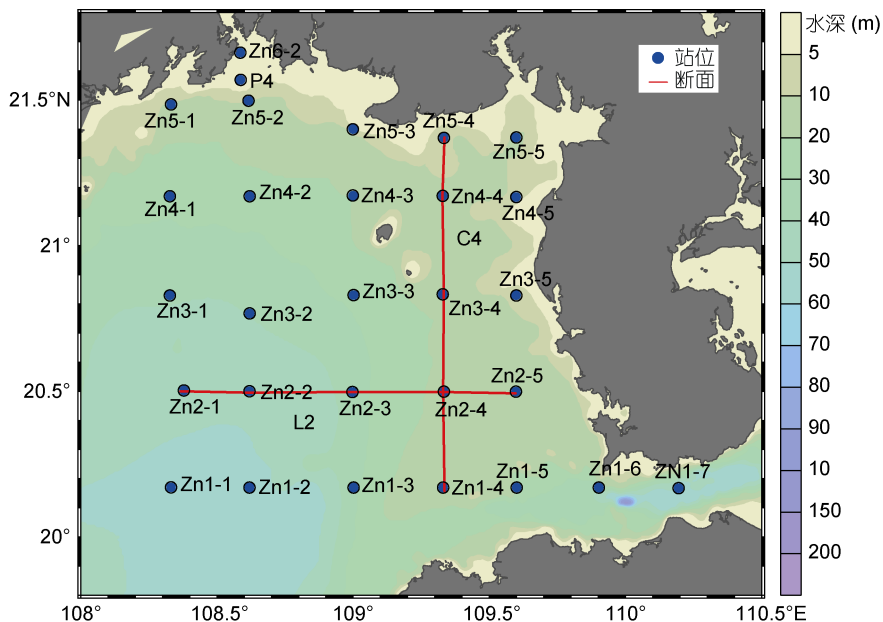 水深 (m)
站位
断面
5
10
20
30
40
50
60
70
80
90
10
150
200
21.5°N
21°
20.5°
20°
108°
108.5°
109°
109.5°
110°
110.5°E
Zn6-2
P4
Zn5-1
Zn5-2
Zn5-3
Zn5-4
Zn5-5
Zn4-1
Zn4-2
Zn4-3
Zn4-4
Zn4-5
C4
Zn3-1
Zn3-2
Zn3-3
Zn3-4
Zn3-5
Zn2-1
Zn2-2
Zn2-3
Zn2-4
Zn2-5
L2
Zn1-1
Zn1-2
Zn1-3
Zn1-4
Zn1-5
Zn1-6
ZN1-7